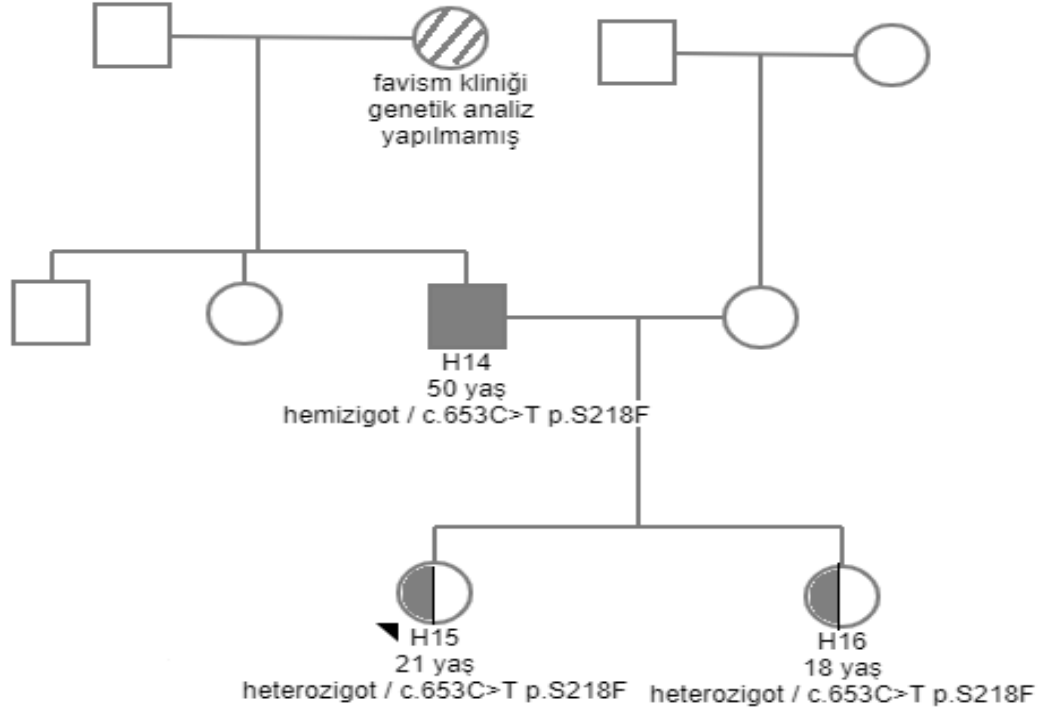 favism kliniği
genetik analiz
yapılmamış
H14
50 yaş
hemizigot / c.653C>T p.S218F
H15
21 yaş
heterozigot / c.653C>T p.S218F
H16
18 yaş
heterozigot / c.653C>T p.S218F